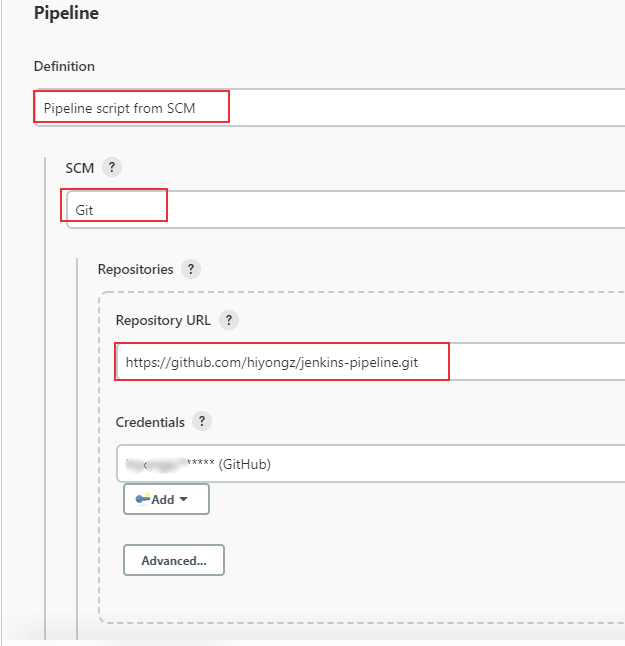 Pipeline
Definition
Pipeline script from SCM
SCM ?
Git
Repositories ?
Repository URL ?
https://github.com/hiyongz/jenkins-pipeline.git
Credentials ?
****** (GitHub)
Add
Advanced...